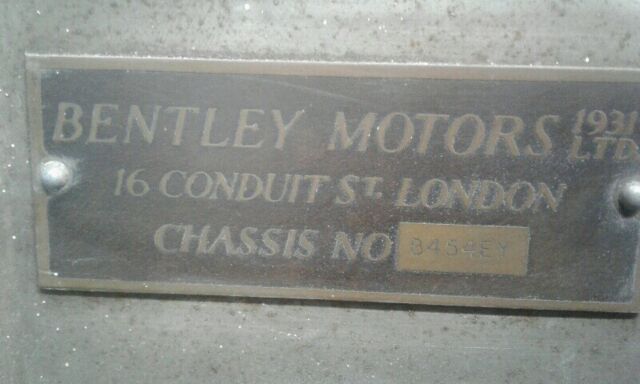 BENTLEY MOTORS 1931 LTD
16 CONDUIT ST. LONDON
CHASSIS NO B454EY